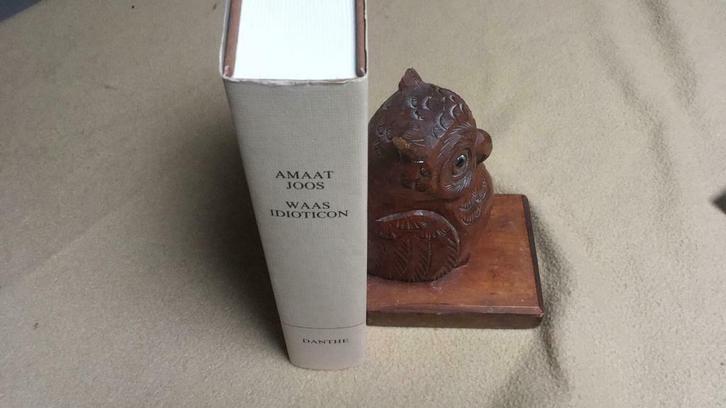 AMAAT
JOOS
WAAS
IDIOTICON
DANTHE